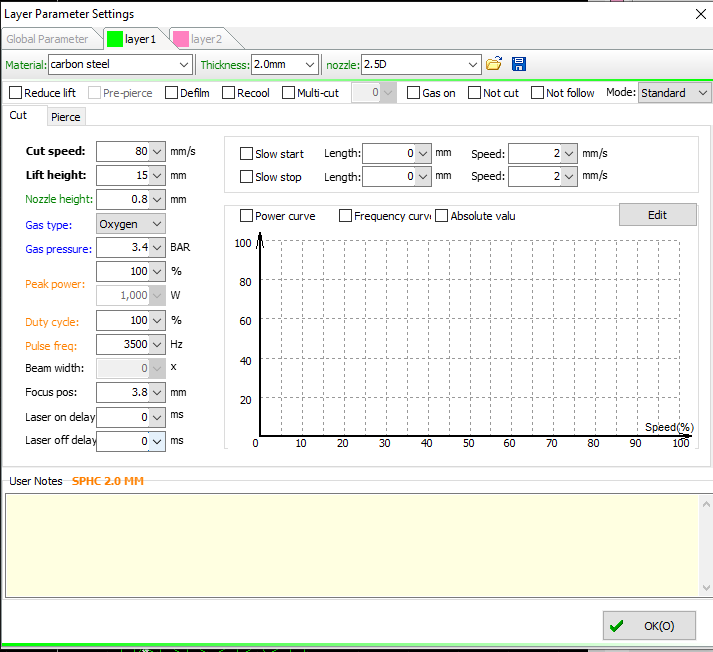 Layer Parameter Settings
Global Parameter layer1 layer2
Material: carbon steel Thickness: 2.0mm nozzle: 2.5D
Reduce lift Pre-pierce Defilm Recool Multi-cut 0 Gas on Not cut Not follow Mode: Standard
Cut Pierce
Cut speed: 80 mm/s
Lift height: 15 mm
Nozzle height: 0.8 mm
Gas type: Oxygen
Gas pressure: 3.4 BAR
Peak power: 100 %
1,000 W
Duty cycle: 100 %
Pulse freq: 3500 Hz
Beam width: 0 x
Focus pos: 3.8 mm
Laser on delay 0 ms
Laser off delay 0 ms
Slow start Length: 0 mm Speed: 2 mm/s
Slow stop Length: 0 mm Speed: 2 mm/s
Power curve Frequency curv Absolute valu Edit
100
80
60
40
20
Speed(%)
0 10 20 30 40 50 60 70 80 90 100
User Notes SPHC 2.0 MM
OK(O)